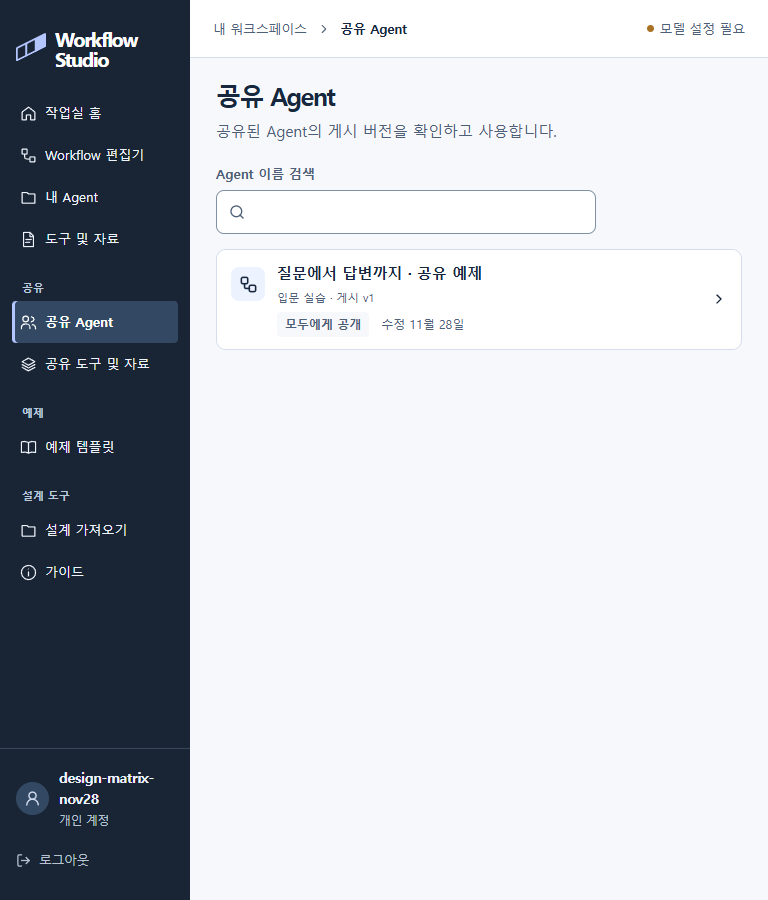 Workflow
Studio
작업실 홈
Workflow 편집기
내 Agent
도구 및 자료
공유
공유 Agent
공유 도구 및 자료
예제
예제 템플릿
설계 도구
설계 가져오기
가이드
design-matrix-
nov28
개인 계정
로그아웃
내 워크스페이스 > 공유 Agent
모델 설정 필요
공유 Agent
공유된 Agent의 게시 버전을 확인하고 사용합니다.
Agent 이름 검색
질문에서 답변까지 · 공유 예제
입문 실습 · 게시 v1
모두에게 공개 수정 11월 28일